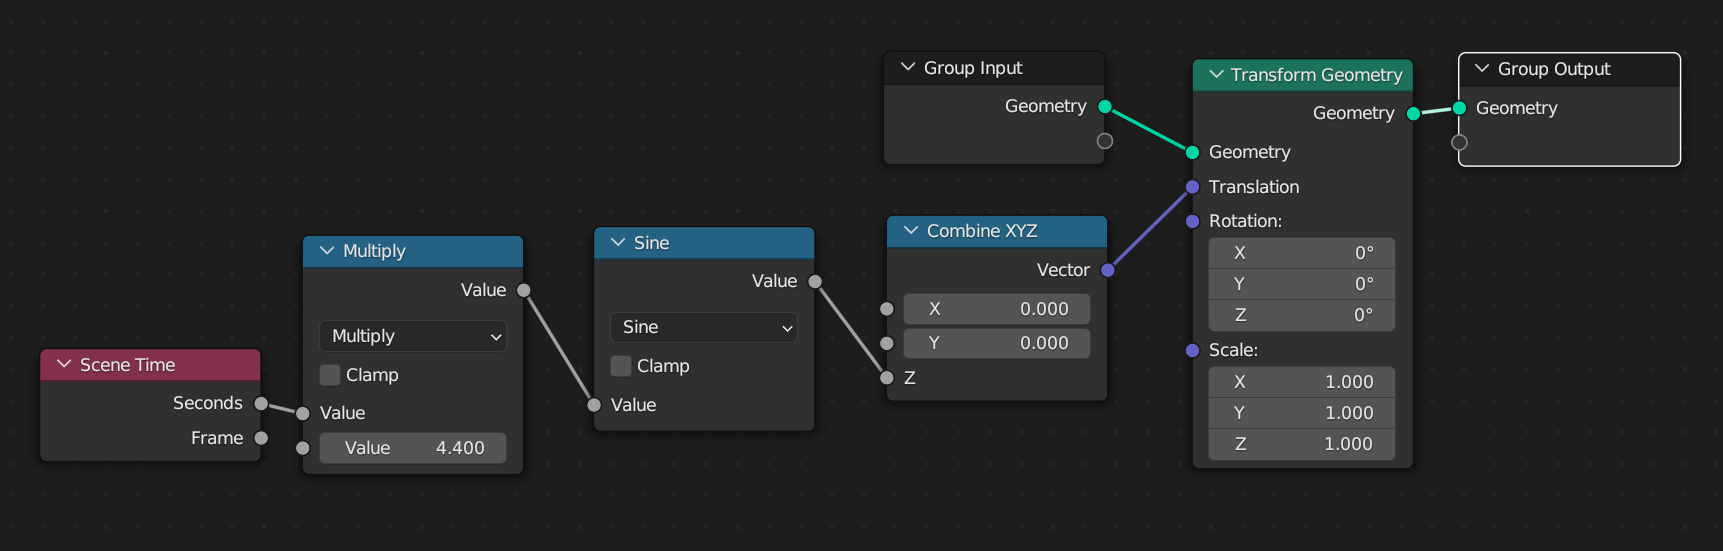 Scene Time
Seconds
Frame
Multiply
Value
Multiply
Clamp
Value
Value 4.400
Sine
Value
Sine
Clamp
Value
Group Input
Geometry
Combine XYZ
Vector
X 0.000
Y 0.000
Z
Transform Geometry
Geometry
Geometry
Translation
Rotation:
X 0°
Y 0°
Z 0°
Scale:
X 1.000
Y 1.000
Z 1.000
Group Output
Geometry